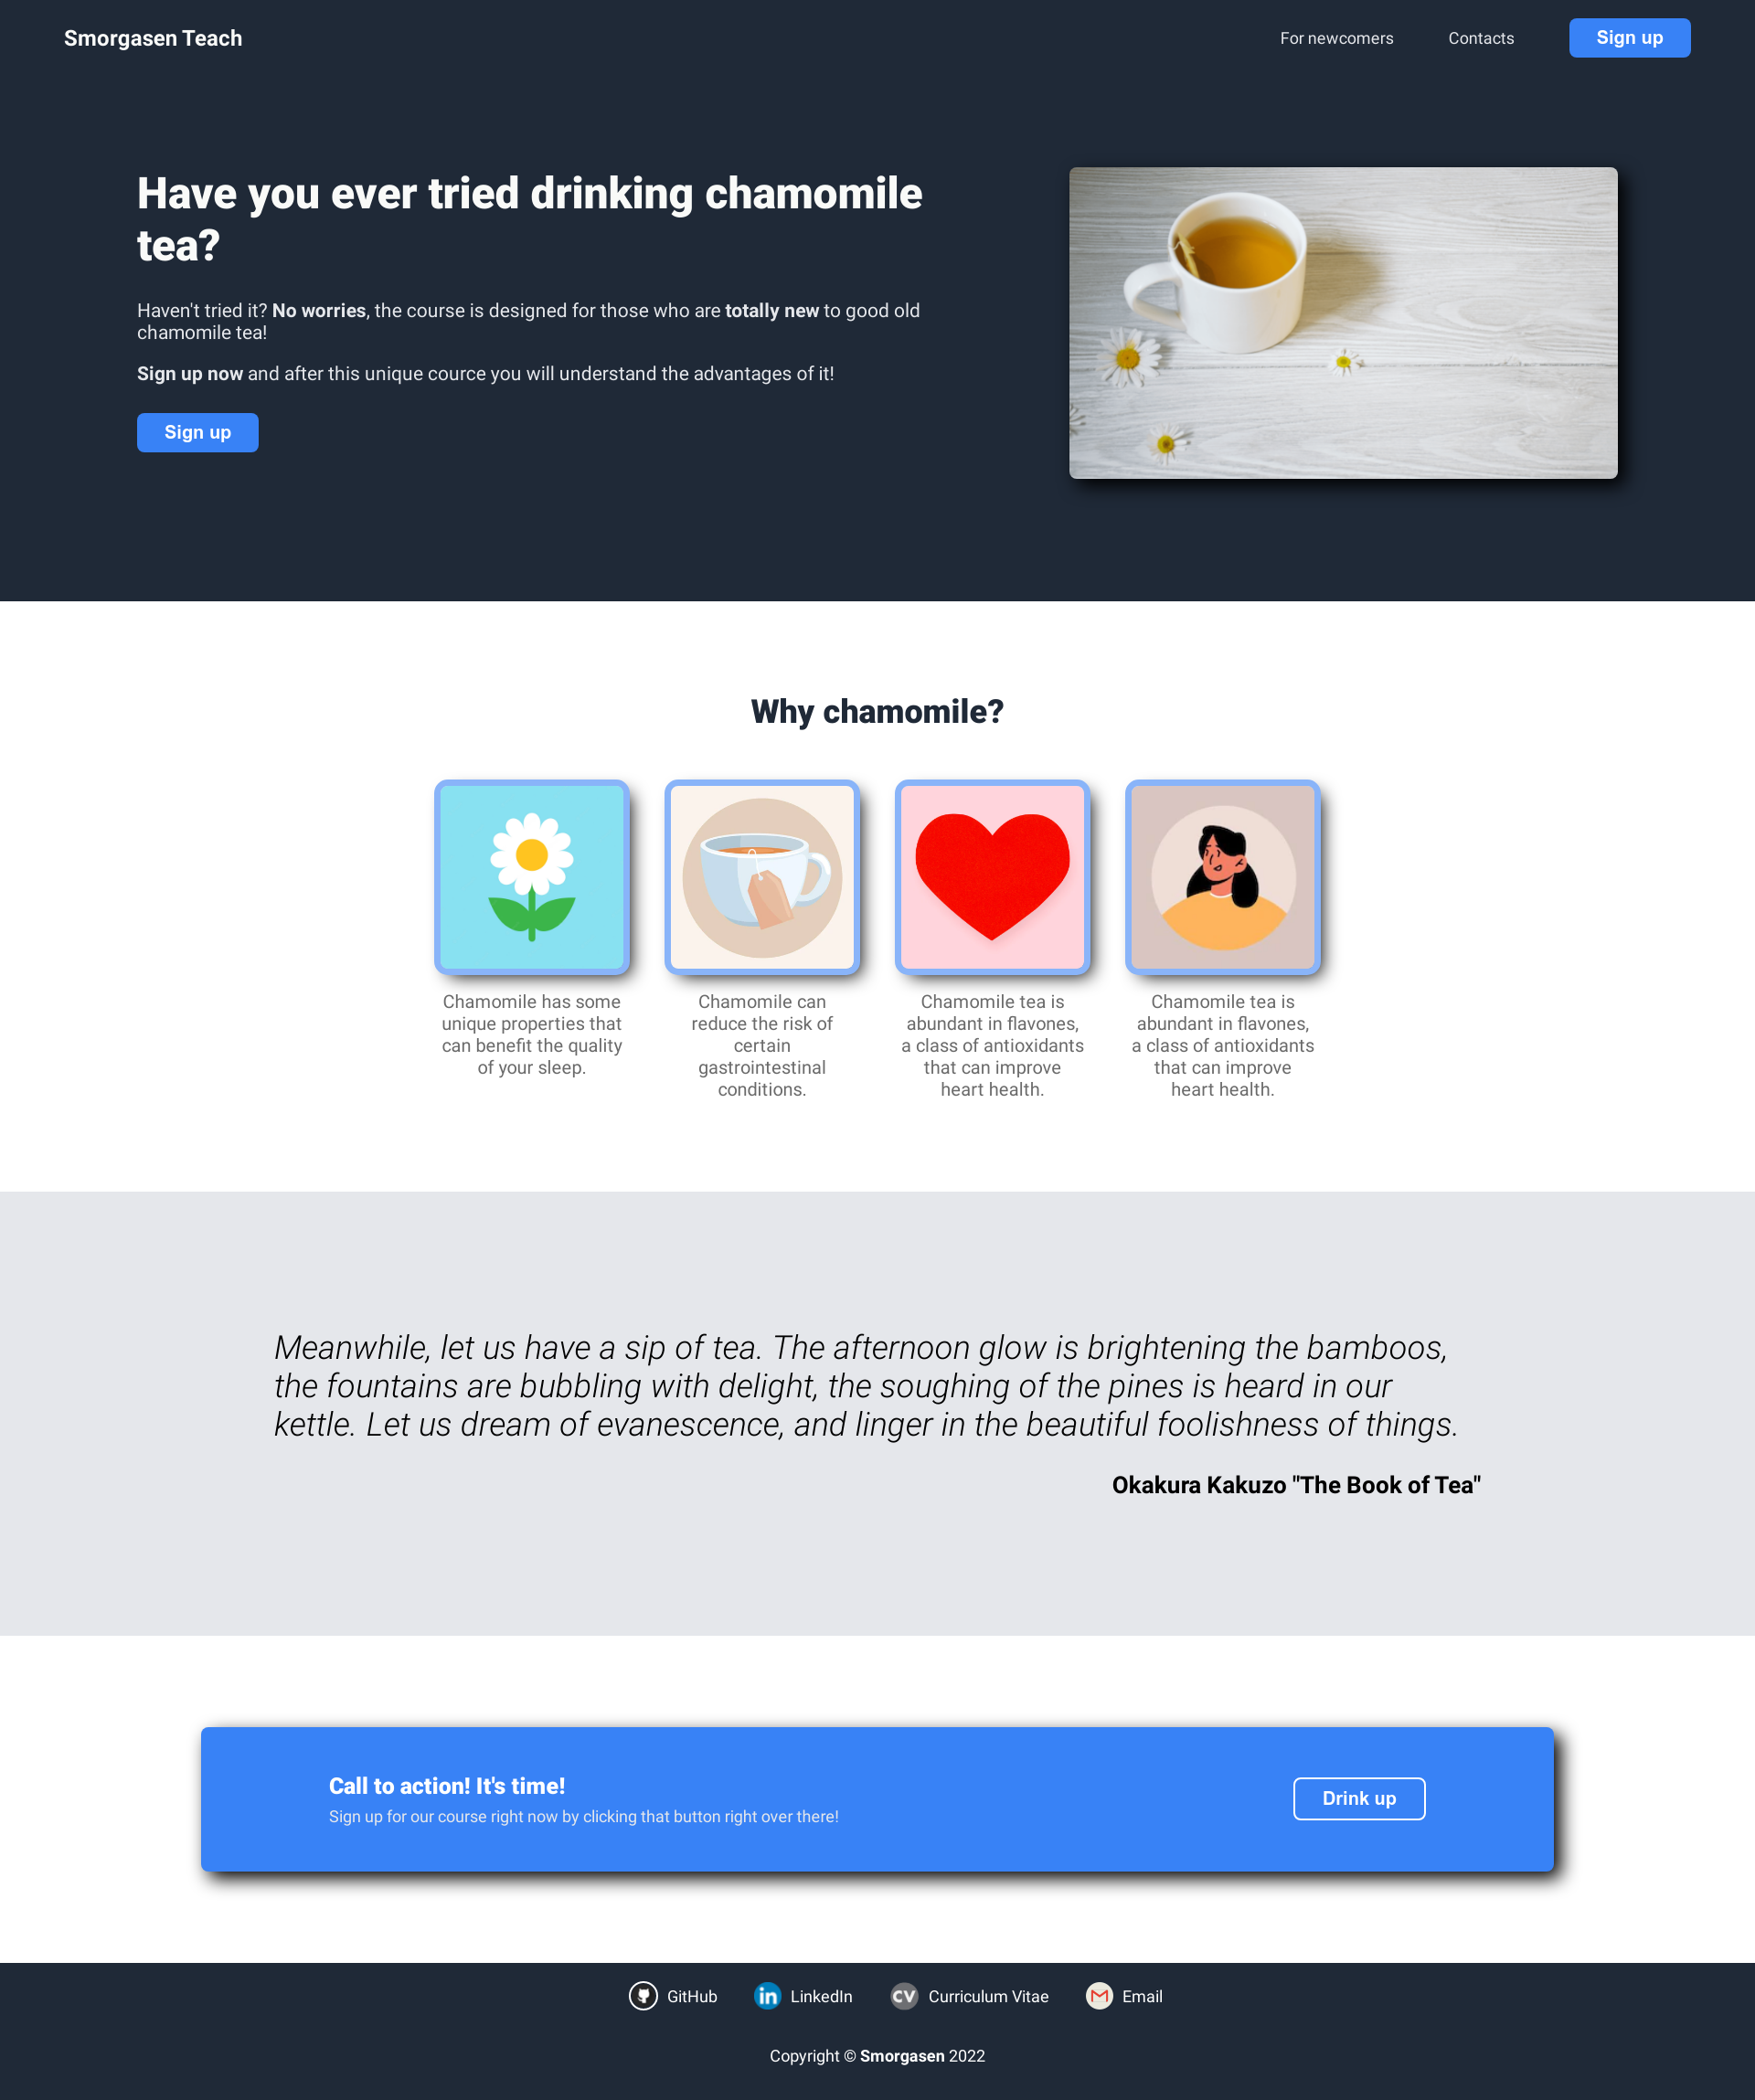 Smorgasen Teach
For newcomers
Contacts
Sign up
Have you ever tried drinking chamomile
tea?
Haven't tried it? No worries, the course is designed for those who are totally new to good old
chamomile tea!
Sign up now and after this unique cource you will understand the advantages of it!
Sign up
Why chamomile?
Chamomile has some
unique properties that
can benefit the quality
of your sleep.
Chamomile can
reduce the risk of
certain
gastrointestinal
conditions.
Chamomile tea is
abundant in flavones,
a class of antioxidants
that can improve
heart health.
Chamomile tea is
abundant in flavones,
a class of antioxidants
that can improve
heart health.
Meanwhile, let us have a sip of tea. The afternoon glow is brightening the bamboos,
the fountains are bubbling with delight, the soughing of the pines is heard in our
kettle. Let us dream of evanescence, and linger in the beautiful foolishness of things.
Okakura Kakuzo "The Book of Tea"
Call to action! It's time!
Sign up for our course right now by clicking that button right over there!
Drink up
GitHub
in LinkedIn
CV Curriculum Vitae
Email
Copyright © Smorgasen 2022